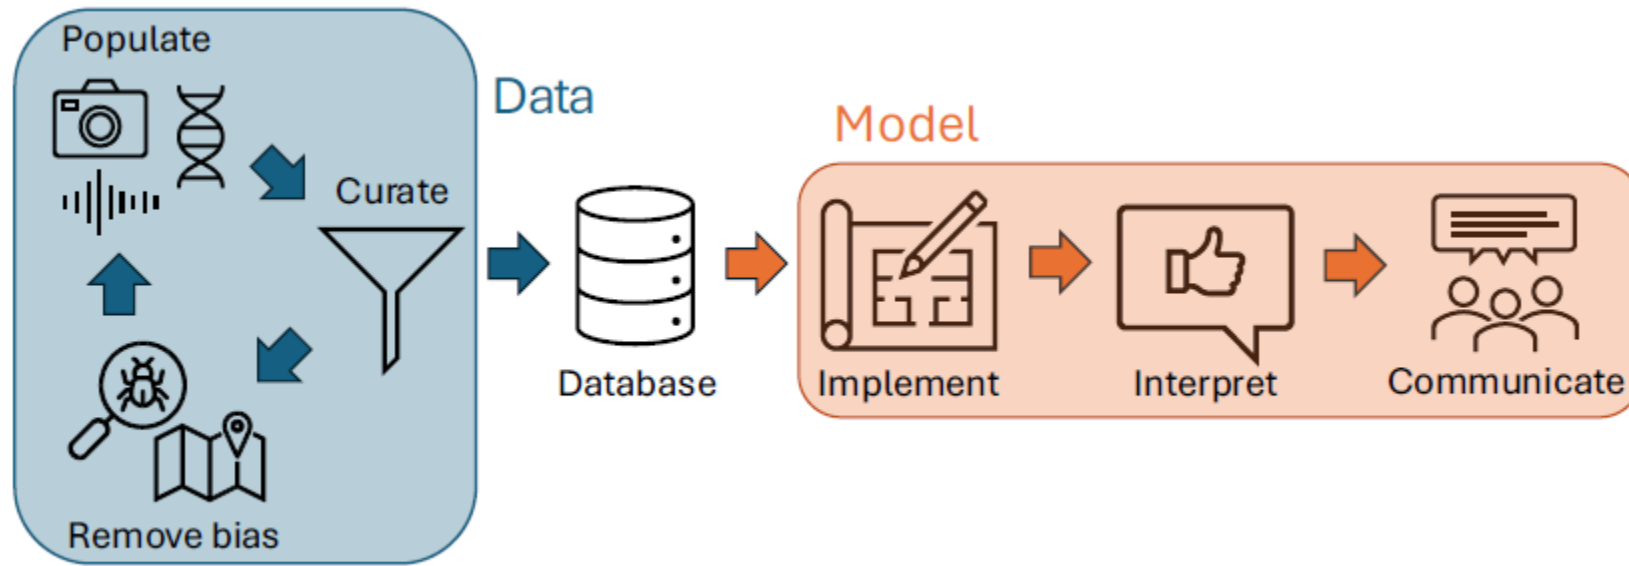 Populate
Data
Model
Curate
Database
Implement
Interpret
Communicate
Remove bias